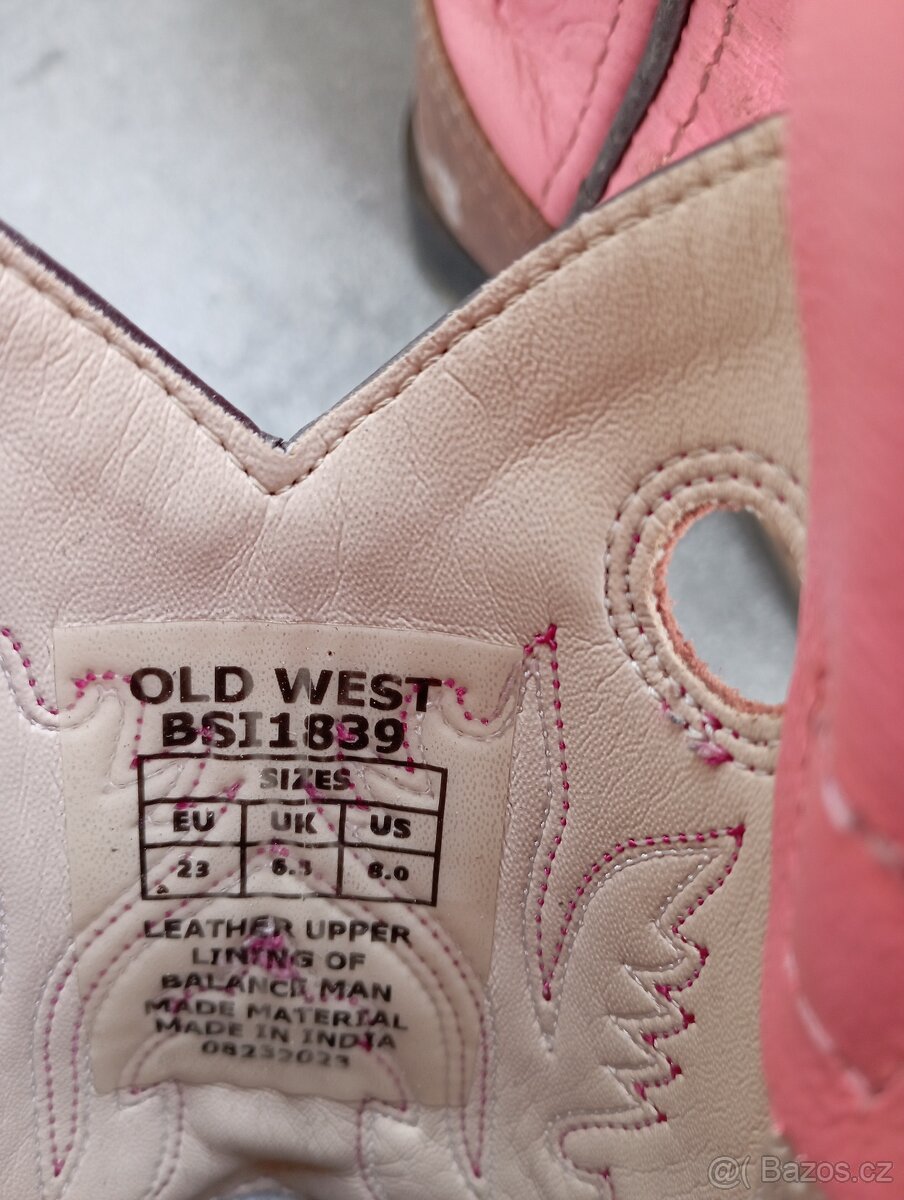 OLD WEST
BSI1839
SIZES
EU UK US
23 6.5 8.0
a
LEATHER UPPER
LINING OF
BALANCE MAN
MADE MATERIAL
MADE IN INDIA
08232023
@( Bazos.cz